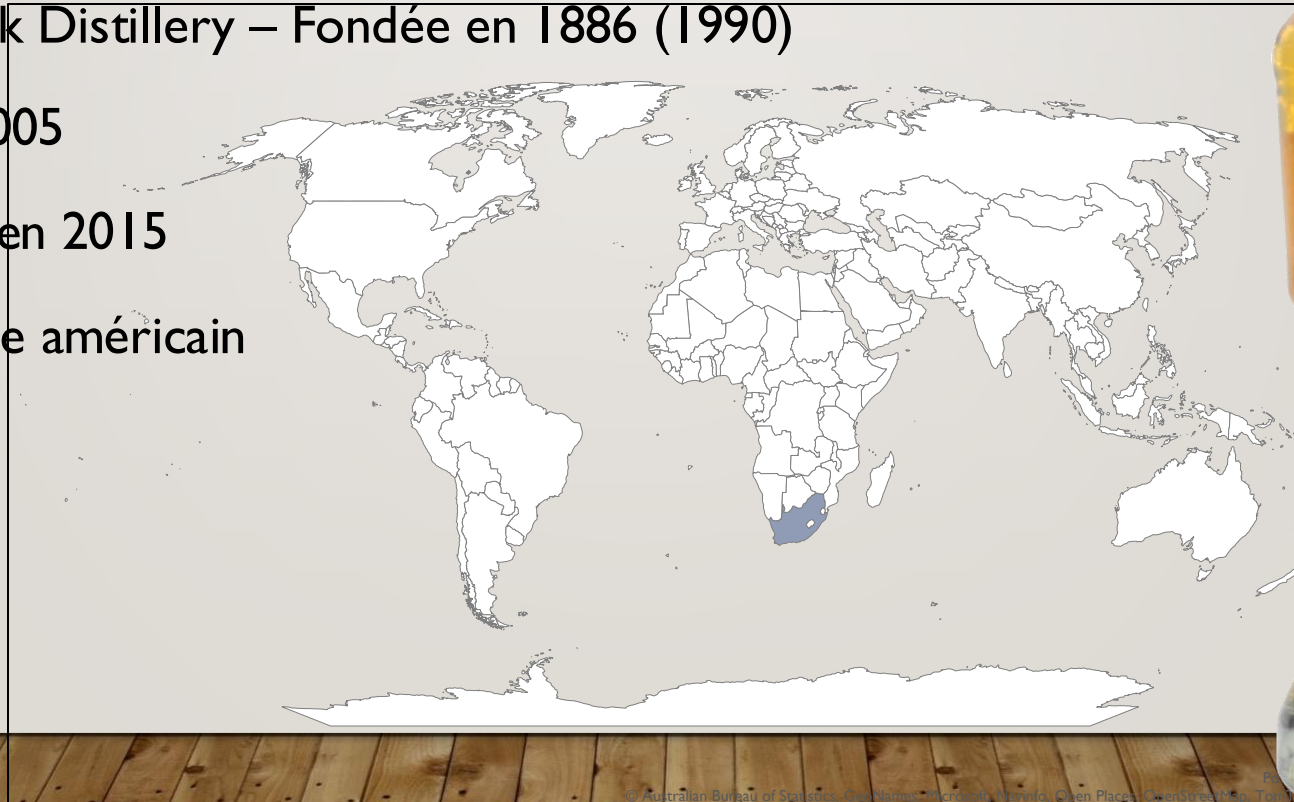 k Distillery – Fondée en 1886 (1990)
005
en 2015
e américain
© Australian Bureau of Statistics, GeoNames, Microsoft, Navinfo, Open Places, OpenStreetMap, Tom